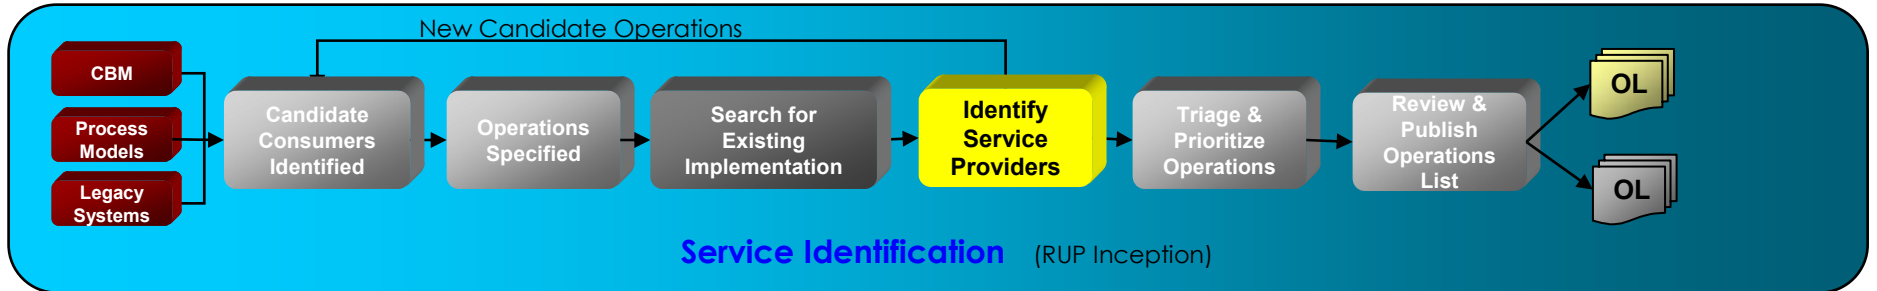 New Candidate Operations
CBM
Process
Models
Legacy
Systems
Candidate
Consumers
Identified
Operations
Specified
Search for
Existing
Implementation
Identify
Service
Providers
Triage &
Prioritize
Operations
Review &
Publish
Operations
List
OL
OL
Service Identification (RUP Inception)